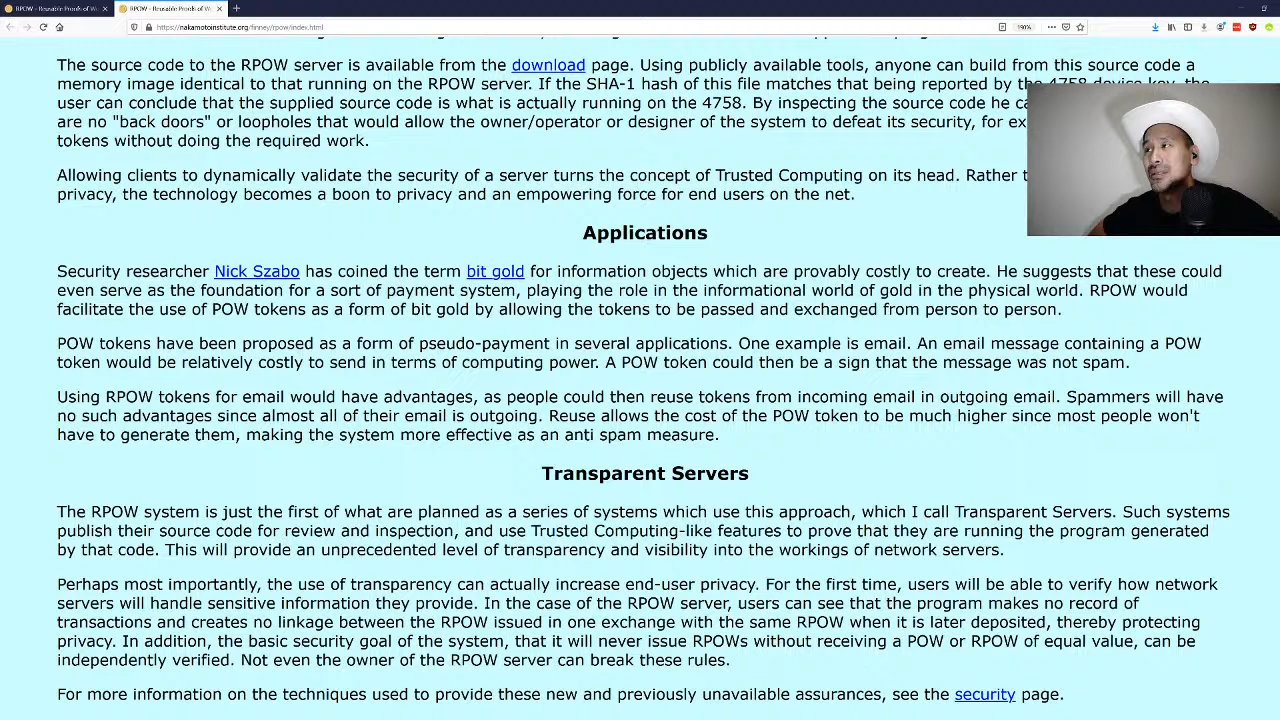 RPOW - Reusable Proofs of Wo
RPOW - Reusable Proofs of Wo
https://nakamotoinstitute.org/finney/rpow/index.html
190%
The source code to the RPOW server is available from the download page. Using publicly available tools, anyone can build from this source code a
memory image identical to that running on the RPOW server. If the SHA-1 hash of this file matches that being reported by the 4758 device key, the
user can conclude that the supplied source code is what is actually running on the 4758. By inspecting the source code he ca
are no "back doors" or loopholes that would allow the owner/operator or designer of the system to defeat its security, for ex
tokens without doing the required work.
Allowing clients to dynamically validate the security of a server turns the concept of Trusted Computing on its head. Rather t
privacy, the technology becomes a boon to privacy and an empowering force for end users on the net.
Applications
Security researcher Nick Szabo has coined the term bit gold for information objects which are provably costly to create. He suggests that these could
even serve as the foundation for a sort of payment system, playing the role in the informational world of gold in the physical world. RPOW would
facilitate the use of POW tokens as a form of bit gold by allowing the tokens to be passed and exchanged from person to person.
POW tokens have been proposed as a form of pseudo-payment in several applications. One example is email. An email message containing a POW
token would be relatively costly to send in terms of computing power. A POW token could then be a sign that the message was not spam.
Using RPOW tokens for email would have advantages, as people could then reuse tokens from incoming email in outgoing email. Spammers will have
no such advantages since almost all of their email is outgoing. Reuse allows the cost of the POW token to be much higher since most people won't
have to generate them, making the system more effective as an anti spam measure.
Transparent Servers
The RPOW system is just the first of what are planned as a series of systems which use this approach, which I call Transparent Servers. Such systems
publish their source code for review and inspection, and use Trusted Computing-like features to prove that they are running the program generated
by that code. This will provide an unprecedented level of transparency and visibility into the workings of network servers.
Perhaps most importantly, the use of transparency can actually increase end-user privacy. For the first time, users will be able to verify how network
servers will handle sensitive information they provide. In the case of the RPOW server, users can see that the program makes no record of
transactions and creates no linkage between the RPOW issued in one exchange with the same RPOW when it is later deposited, thereby protecting
privacy. In addition, the basic security goal of the system, that it will never issue RPOWs without receiving a POW or RPOW of equal value, can be
independently verified. Not even the owner of the RPOW server can break these rules.
For more information on the techniques used to provide these new and previously unavailable assurances, see the security page.